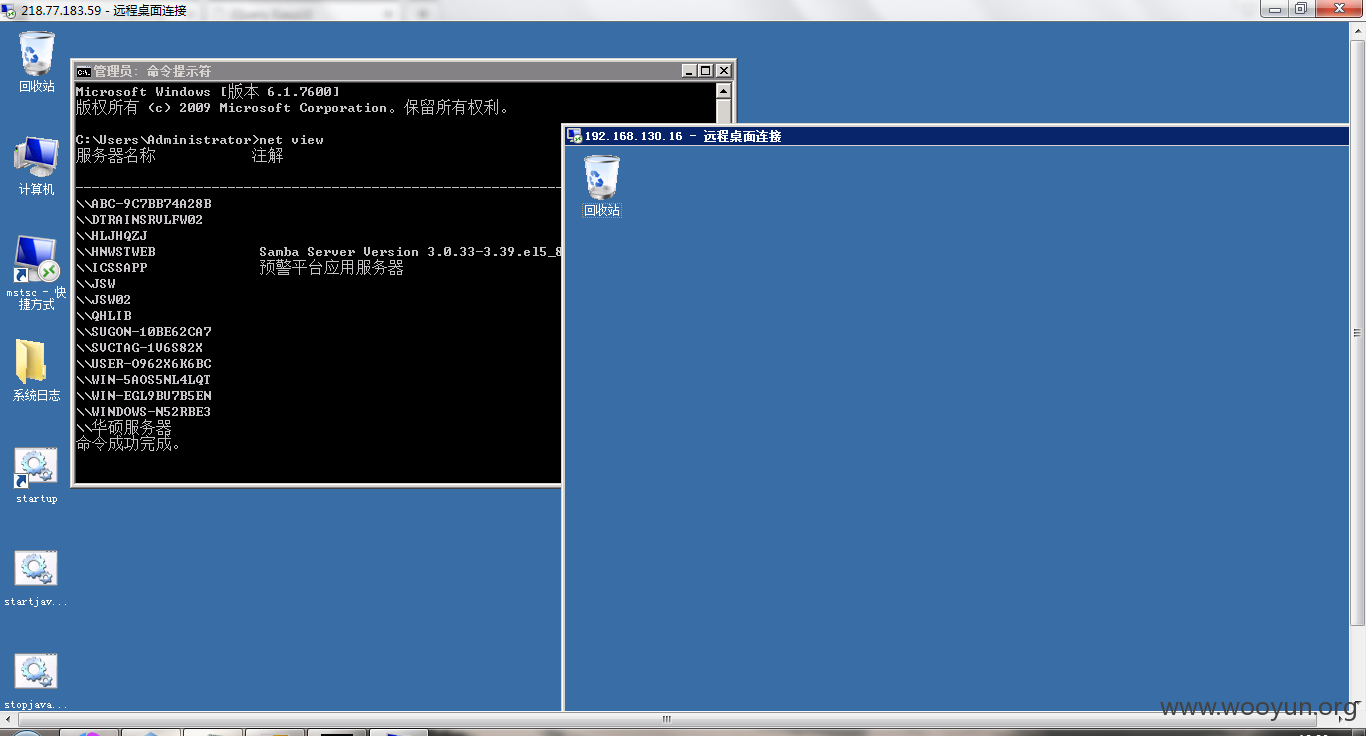 218.77.183.59 - 远程桌面连接
回收站
计算机
mstsc - 快
捷方式
系统日志
startup
startjav...
stopjava...
管理员: 命令提示符
Microsoft Windows [版本 6.1.7600]
版权所有 (c) 2009 Microsoft Corporation。保留所有权利。
C:\Users\Administrator>net view
服务器名称 注解
-------------------------------------------------------------
\\ABC-9C7BB74A28B
\\DTRAINSRVLFW02
\\HLJHQZJ
\\HNWSTWEB Samba Server Version 3.0.33-3.39.el5_8
\\ICSSAPP 预警平台应用服务器
\\JSW
\\JSW02
\\QHLIB
\\SUGON-10BE62CA7
\\SVCTAG-1V6S82X
\\USER-O962X6K6BC
\\WIN-5AOS5NL4LQT
\\WIN-EGL9BU7B5EN
\\WINDOWS-N52RBE3
\\华硕服务器
命令成功完成。
192.168.130.16 - 远程桌面连接
回收站
www.wooyun.org